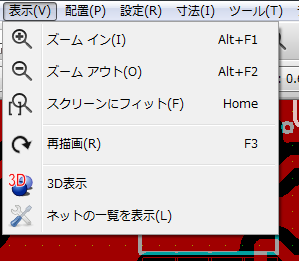 表示(V) 配置(P) 設定(R) 寸法(I) ツール(T)
ズーム イン(I) Alt+F1
ズーム アウト(O) Alt+F2
スクリーンにフィット(F) Home
再描画(R) F3
3D 3D表示
ネットの一覧を表示(L)